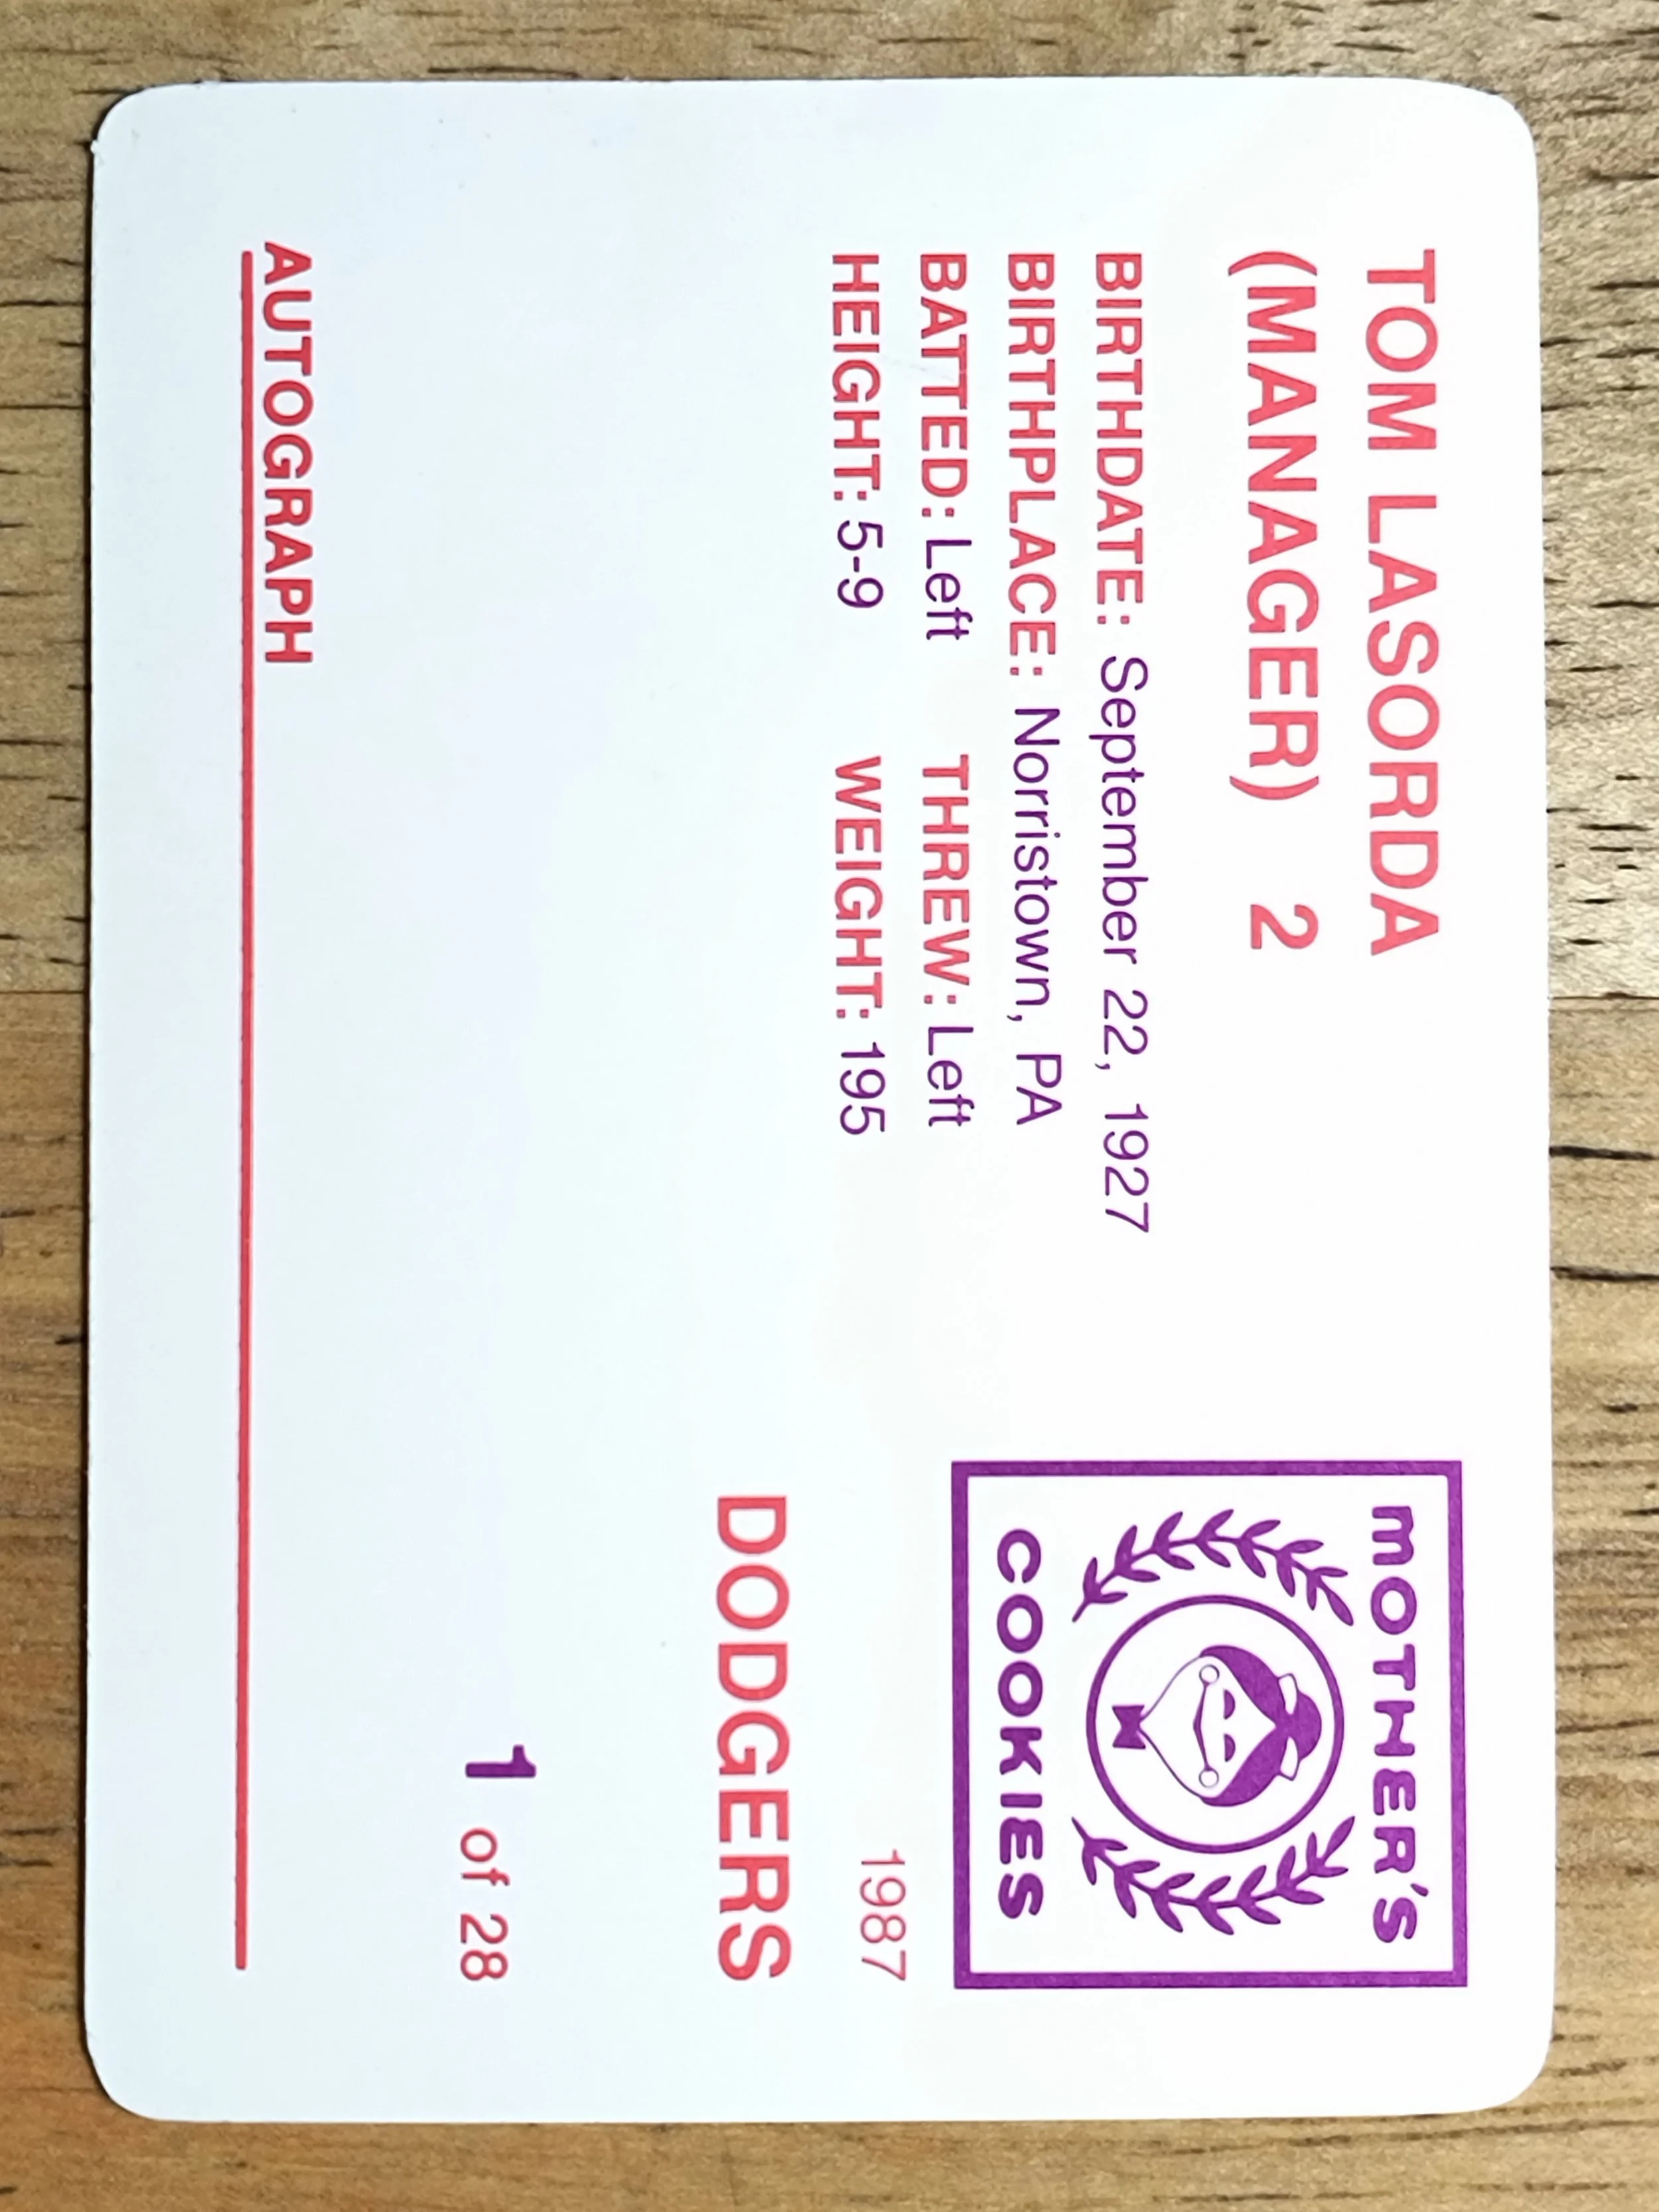 TOM LASORDA
(MANAGER) 2
BIRTHDATE: September 22, 1927
BIRTHPLACE: Norristown, PA
BATTED: Left THREW: Left
HEIGHT: 5-9 WEIGHT: 195
MOTHER'S
COOKIES
1987
DODGERS
1 of 28
AUTOGRAPH